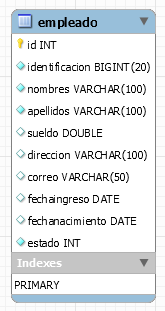 empleado
id INT
identificacion BIGINT(20)
nombres VARCHAR(100)
apellidos VARCHAR(100)
sueldo DOUBLE
direccion VARCHAR(100)
correo VARCHAR(50)
fechaingreso DATE
fechanacimiento DATE
estado INT
Indexes
PRIMARY